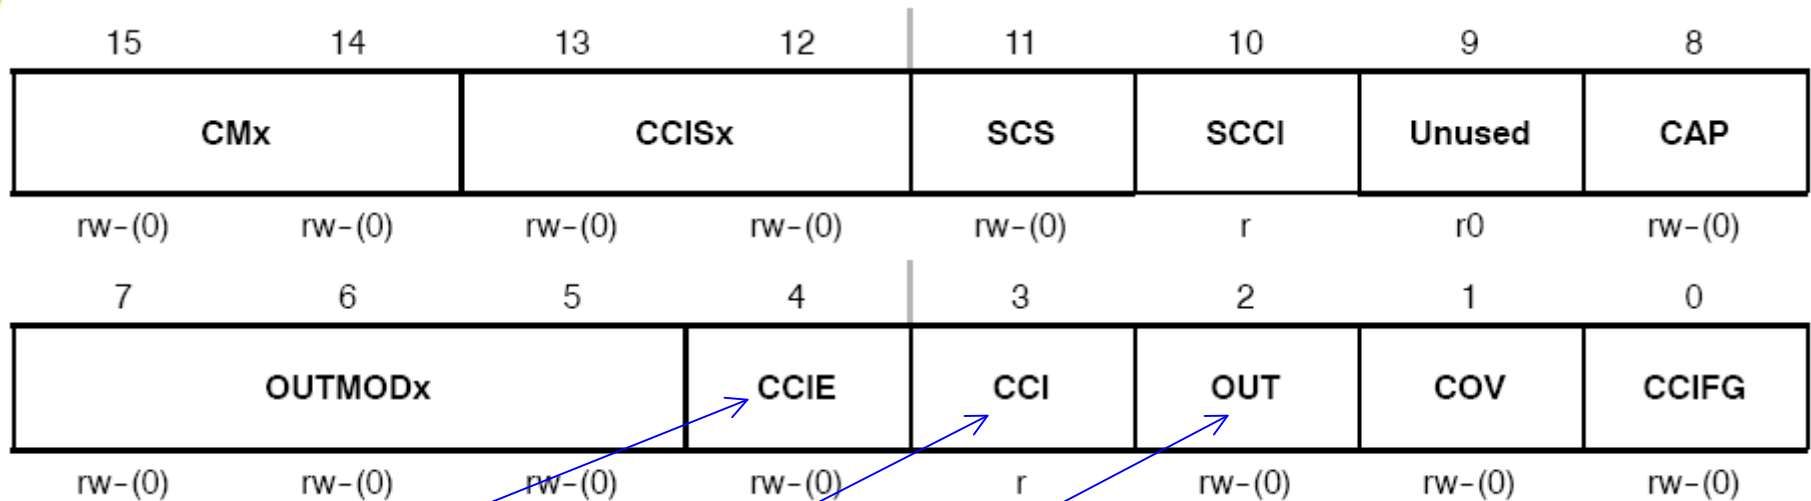 15 14 13 12 11 10 9 8
CMx CCISx SCS SCCI Unused CAP
rw-(0) rw-(0) rw-(0) rw-(0) rw-(0) r r0 rw-(0)
7 6 5 4 3 2 1 0
OUTMODx CCIE CCI OUT COV CCIFG
rw-(0) rw-(0) rw-(0) rw-(0) r rw-(0) rw-(0) rw-(0)